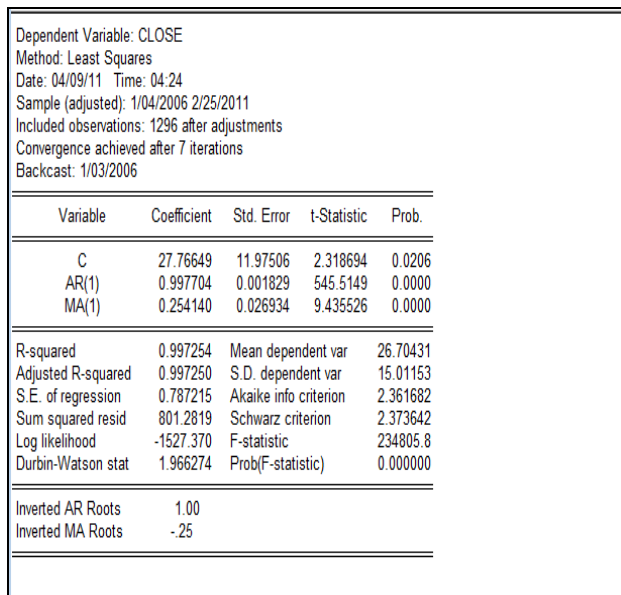 Dependent Variable: CLOSE
Method: Least Squares
Date: 04/09/11 Time: 04:24
Sample (adjusted): 1/04/2006 2/25/2011
Included observations: 1296 after adjustments
Convergence achieved after 7 iterations
Backcast: 1/03/2006
Variable Coefficient Std. Error t-Statistic Prob.
C 27.76649 11.97506 2.318694 0.0206
AR(1) 0.997704 0.001829 545.5149 0.0000
MA(1) 0.254140 0.026934 9.435526 0.0000
R-squared 0.997254 Mean dependent var 26.70431
Adjusted R-squared 0.997250 S.D. dependent var 15.01153
S.E. of regression 0.787215 Akaike info criterion 2.361682
Sum squared resid 801.2819 Schwarz criterion 2.373642
Log likelihood -1527.370 F-statistic 234805.8
Durbin-Watson stat 1.966274 Prob(F-statistic) 0.000000
Inverted AR Roots 1.00
Inverted MA Roots -.25